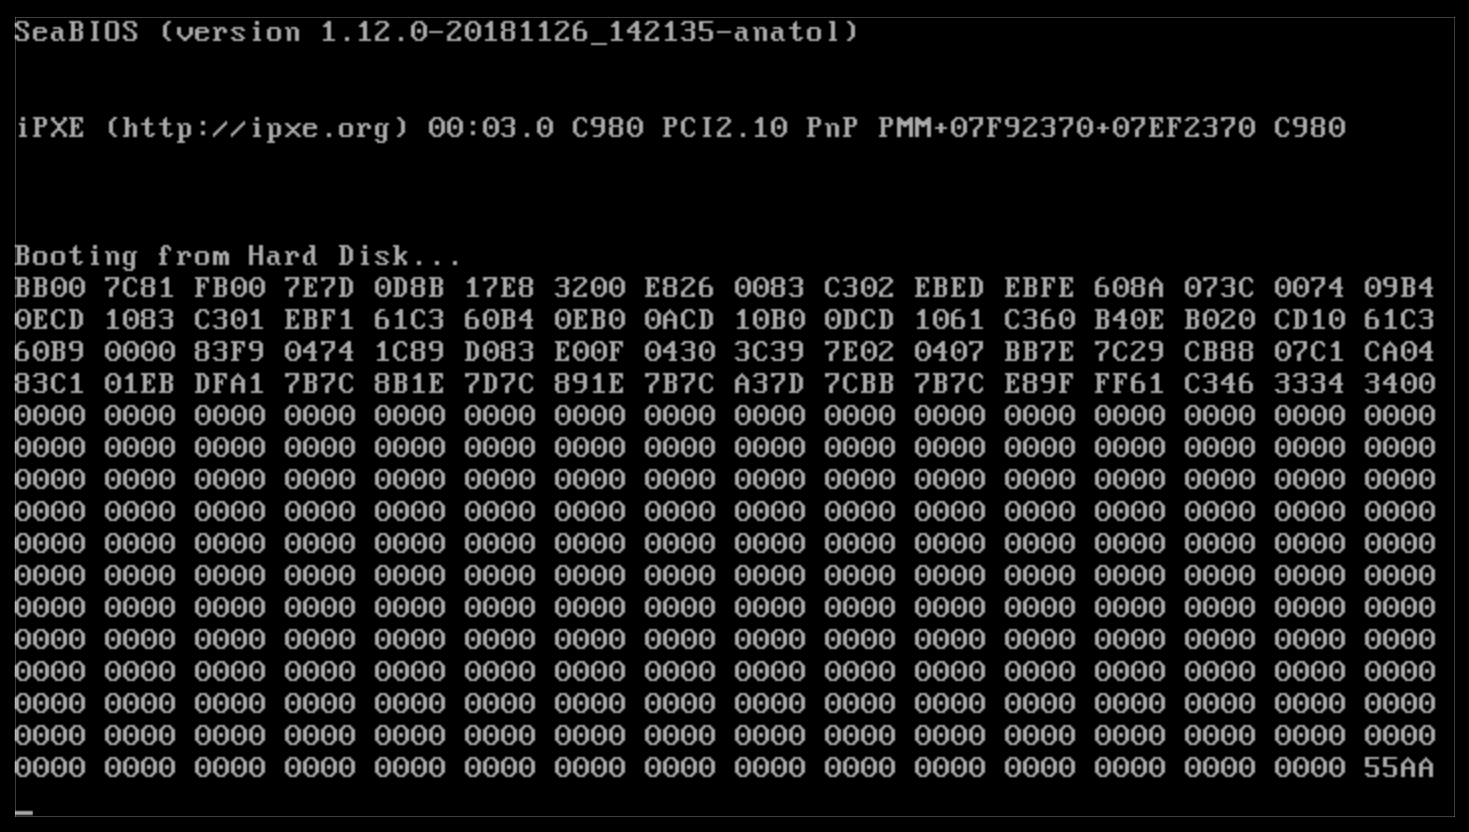 SeaBIOS (version 1.12.0-20181126_142135-anatol)
iPXE (http://ipxe.org) 00:03.0 C980 PCI2.10 PnP PMM+07F92370+07EF2370 C980
Booting from Hard Disk...
BB00 7C81 FB00 7E7D 0D8B 17E8 3200 E826 0083 C302 EBED EBFE 608A 073C 0074 09B4
0ECD 1083 C301 EBF1 61C3 60B4 0EB0 0ACD 10B0 0DCD 1061 C360 B40E B020 CD10 61C3
60B9 0000 83F9 0474 1C89 D083 E00F 0430 3C39 7E02 0407 BB7E 7C29 CB88 07C1 CA04
83C1 01EB DFA1 7B7C 8B1E 7D7C 891E 7B7C A37D 7CBB 7B7C E89F FF61 C346 3334 3400
0000 0000 0000 0000 0000 0000 0000 0000 0000 0000 0000 0000 0000 0000 0000 0000
0000 0000 0000 0000 0000 0000 0000 0000 0000 0000 0000 0000 0000 0000 0000 0000
0000 0000 0000 0000 0000 0000 0000 0000 0000 0000 0000 0000 0000 0000 0000 0000
0000 0000 0000 0000 0000 0000 0000 0000 0000 0000 0000 0000 0000 0000 0000 0000
0000 0000 0000 0000 0000 0000 0000 0000 0000 0000 0000 0000 0000 0000 0000 0000
0000 0000 0000 0000 0000 0000 0000 0000 0000 0000 0000 0000 0000 0000 0000 0000
0000 0000 0000 0000 0000 0000 0000 0000 0000 0000 0000 0000 0000 0000 0000 0000
0000 0000 0000 0000 0000 0000 0000 0000 0000 0000 0000 0000 0000 0000 0000 0000
0000 0000 0000 0000 0000 0000 0000 0000 0000 0000 0000 0000 0000 0000 0000 0000
0000 0000 0000 0000 0000 0000 0000 0000 0000 0000 0000 0000 0000 0000 0000 0000
0000 0000 0000 0000 0000 0000 0000 0000 0000 0000 0000 0000 0000 0000 0000 0000
0000 0000 0000 0000 0000 0000 0000 0000 0000 0000 0000 0000 0000 0000 0000 55AA